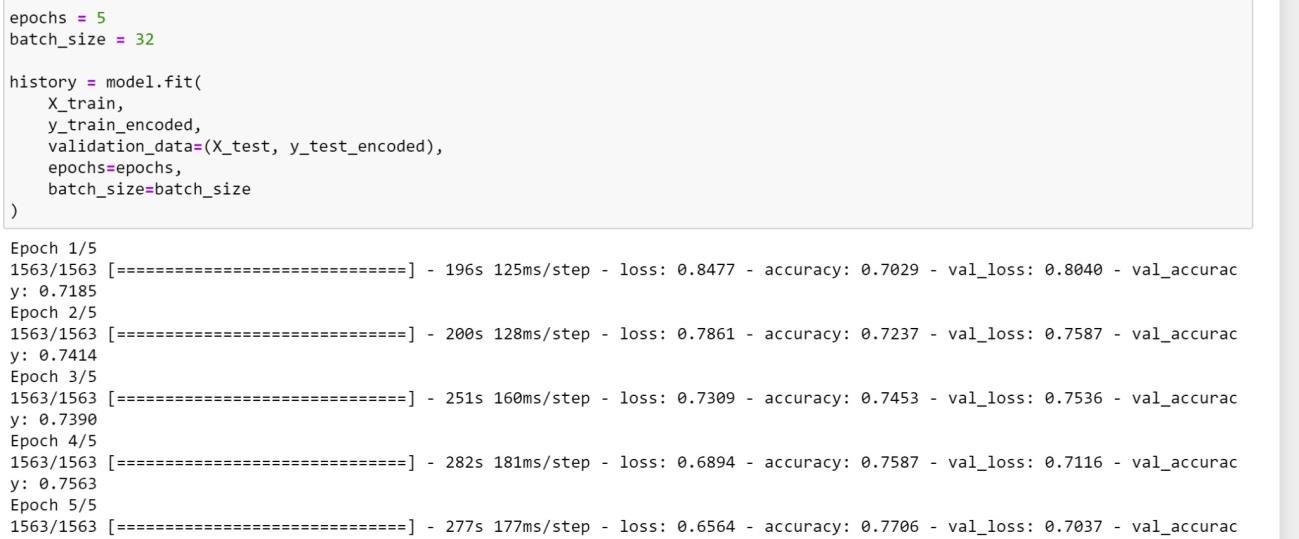 epochs = 5
batch_size = 32
history = model.fit(
    X_train,
    y_train_encoded,
    validation_data=(X_test, y_test_encoded),
    epochs=epochs,
    batch_size=batch_size
)
Epoch 1/5
1563/1563 [==============================] - 196s 125ms/step - loss: 0.8477 - accuracy: 0.7029 - val_loss: 0.8040 - val_accurac
y: 0.7185
Epoch 2/5
1563/1563 [==============================] - 200s 128ms/step - loss: 0.7861 - accuracy: 0.7237 - val_loss: 0.7587 - val_accurac
y: 0.7414
Epoch 3/5
1563/1563 [==============================] - 251s 160ms/step - loss: 0.7309 - accuracy: 0.7453 - val_loss: 0.7536 - val_accurac
y: 0.7390
Epoch 4/5
1563/1563 [==============================] - 282s 181ms/step - loss: 0.6894 - accuracy: 0.7587 - val_loss: 0.7116 - val_accurac
y: 0.7563
Epoch 5/5
1563/1563 [==============================] - 277s 177ms/step - loss: 0.6564 - accuracy: 0.7706 - val_loss: 0.7037 - val_accurac